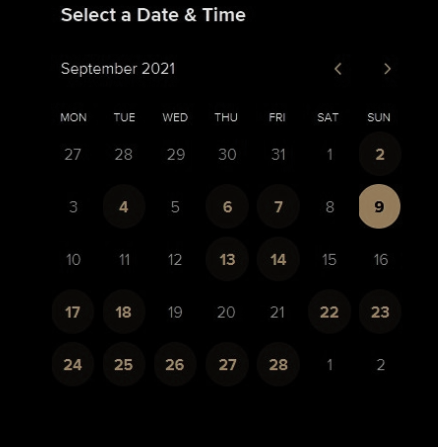 Select a Date & Time
September 2021
MON TUE WED THU FRI SAT SUN
27 28 29 30 31 1 2
3 4 5 6 7 8 9
10 11 12 13 14 15 16
17 18 19 20 21 22 23
24 25 26 27 28 1 2